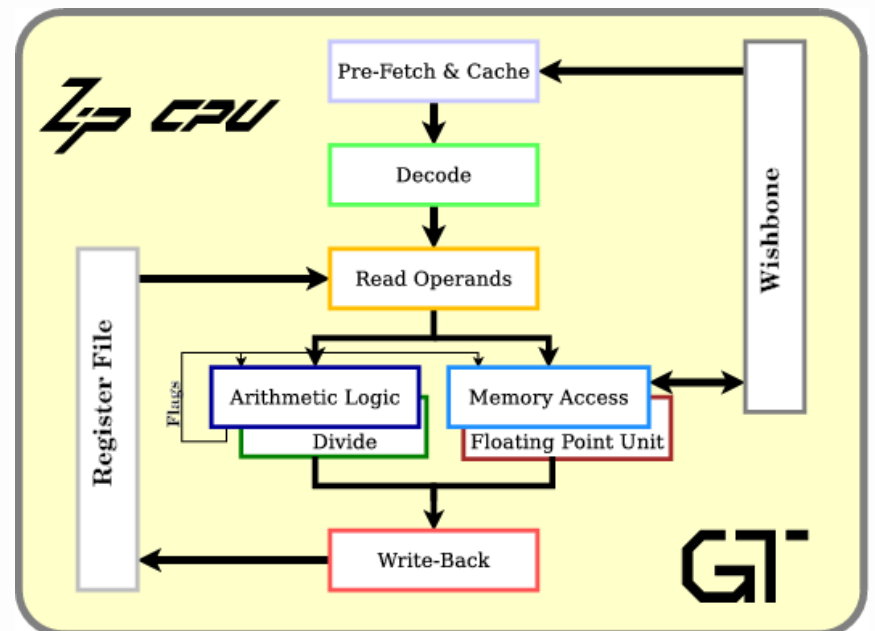 Zip CPU
Pre-Fetch & Cache
Decode
Wishbone
Read Operands
Register File
Flags
Arithmetic Logic
Memory Access
Divide
Floating Point Unit
Write-Back
GT